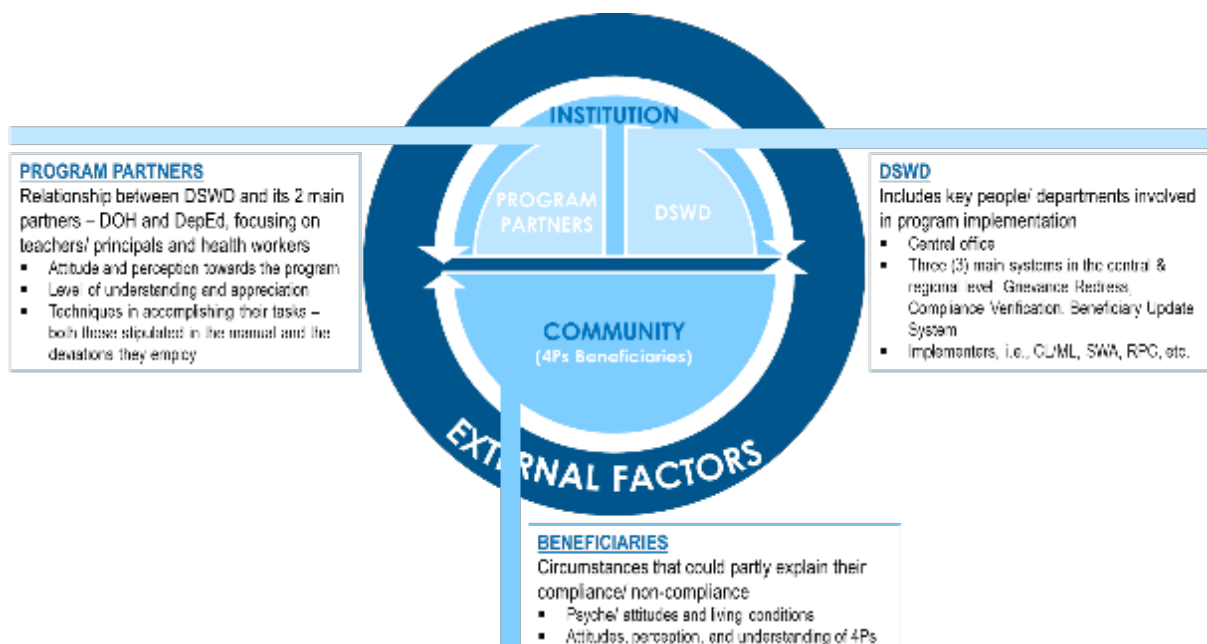 INSTITUTION
PROGRAM
PARTNERS
DSWD
COMMUNITY
(4Ps Beneficiaries)
EXTERNAL FACTORS
PROGRAM PARTNERS
Relationship between DSWD and its 2 main
partners – DOH and DepEd, focusing on
teachers/ principals and health workers
▪ Attitude and perception towards the program
▪ Level of understanding and appreciation
▪ Techniques in accomplishing their tasks –
both those stipulated in the manual and the
deviations they employ
DSWD
Includes key people/ departments involved
in program implementation
▪ Central office
▪ Three (3) main systems in the central &
regional level: Grievance Redress,
Compliance Verification, Beneficiary Update
System
▪ Implementers, i.e., CL/ML, SWA, RPC, etc.
BENEFICIARIES
Circumstances that could partly explain their
compliance/ non-compliance
▪ Psyche/ attitudes and living conditions
▪ Attitudes, perception, and understanding of 4Ps